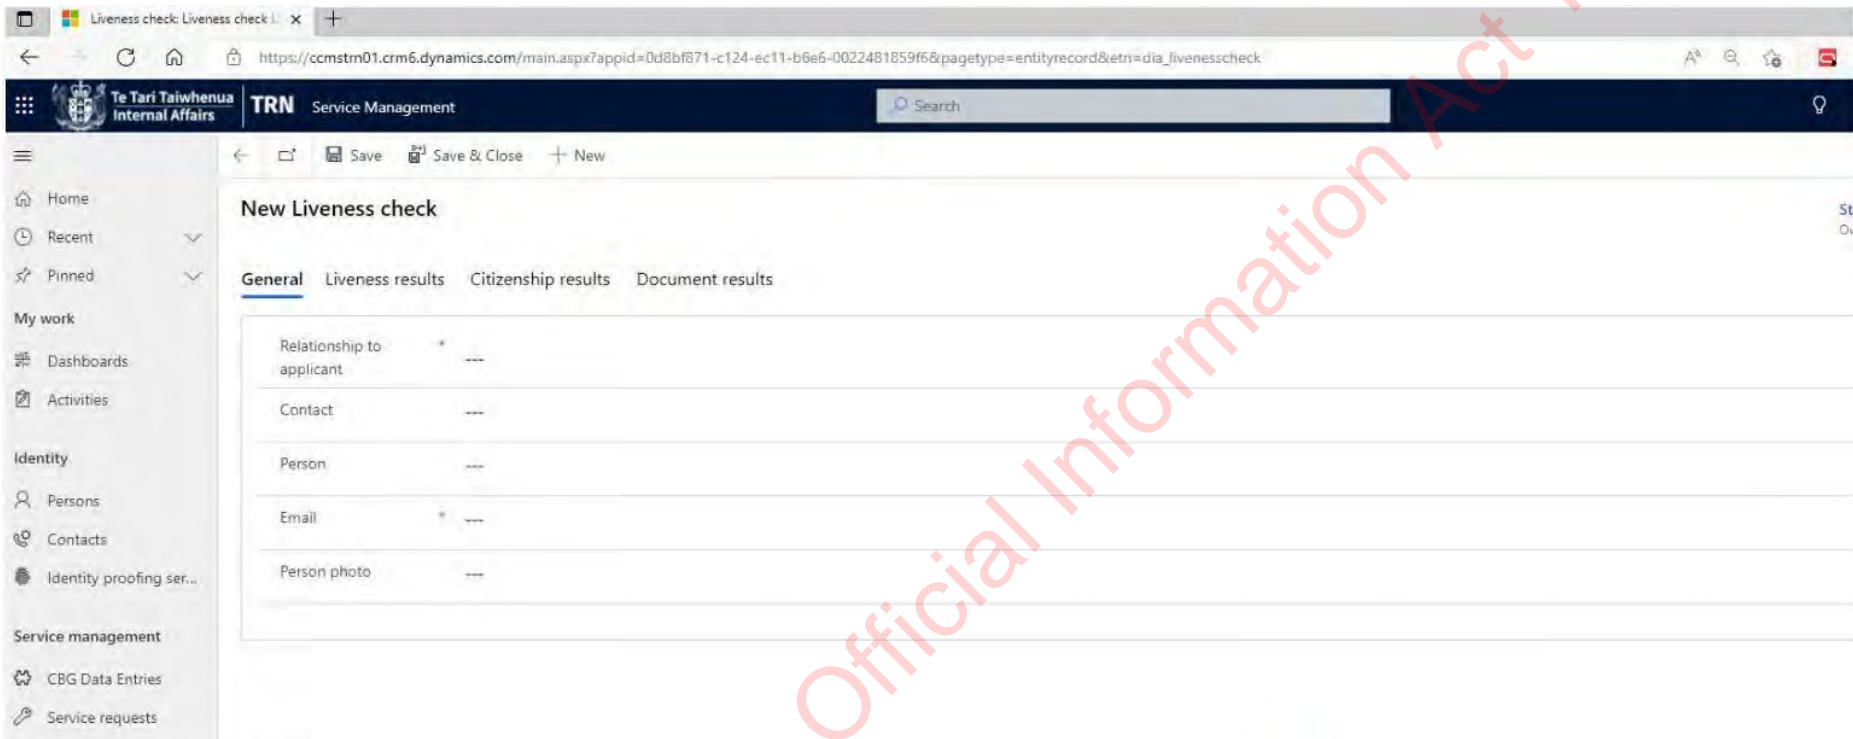 Liveness check: Liveness check
https://ccmstrn01.crm6.dynamics.com/main.aspx?appid=0d8bf871-c124-ec11-b6e6-0022481859f6&pagetype=entityrecord&etn=dia_livenesscheck
Te Tari Taiwhenua
Internal Affairs
TRN Service Management
Search
Save
Save & Close
New
Home
Recent
Pinned
My work
Dashboards
Activities
Identity
Persons
Contacts
Identity proofing ser...
Service management
CBG Data Entries
Service requests
New Liveness check
St
Ow
General
Liveness results
Citizenship results
Document results
Relationship to
applicant
* ---
Contact ---
Person ---
Email * ---
Person photo ---
Official Information Act